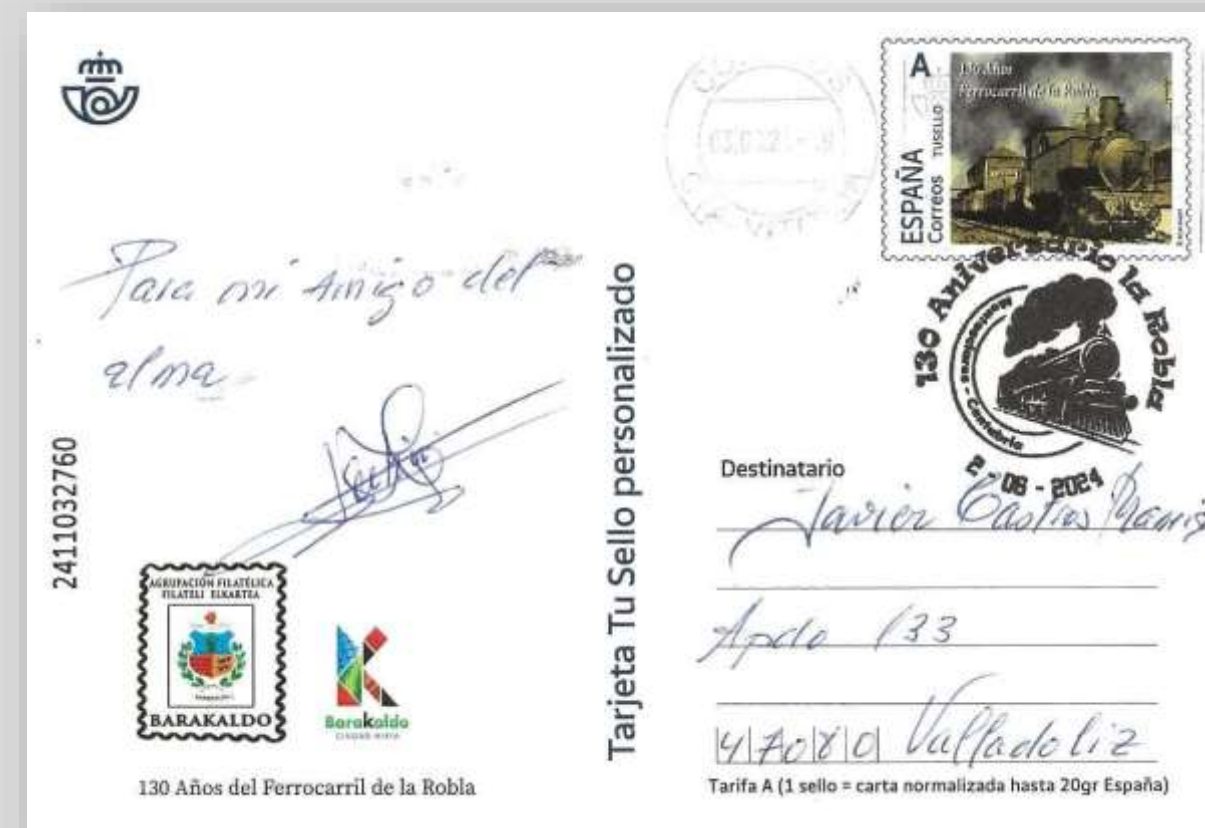 A
130 Años
Ferrocarril de la Robla
ESPAÑA
Correos TUSELLO
130 Aniversario la Robla
Cantabria
2 - 06 - 2024
Para mi Amigo del
alma
2411032760
AGRUPACIÓN FILATÉLICA
FILATELI ELKARTEA
BARAKALDO
Barakaldo
130 Años del Ferrocarril de la Robla
Tarjeta Tu Sello personalizado
Destinatario
Javier
Apdo 133
47080 Valladoliz
Tarifa A (1 sello = carta normalizada hasta 20gr España)